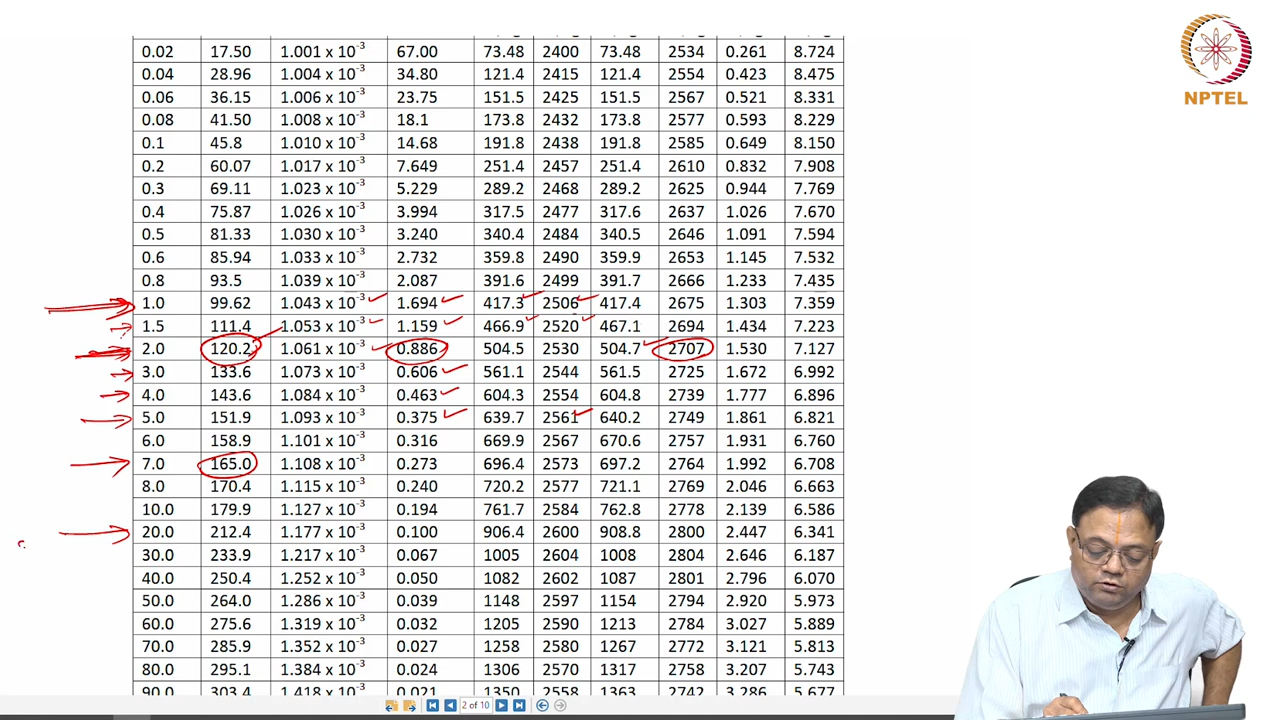 0.02 17.50 1.001 x 10-3 67.00 73.48 2400 73.48 2534 0.261 8.724
0.04 28.96 1.004 x 10-3 34.80 121.4 2415 121.4 2554 0.423 8.475
0.06 36.15 1.006 x 10-3 23.75 151.5 2425 151.5 2567 0.521 8.331
0.08 41.50 1.008 x 10-3 18.1 173.8 2432 173.8 2577 0.593 8.229
0.1 45.8 1.010 x 10-3 14.68 191.8 2438 191.8 2585 0.649 8.150
0.2 60.07 1.017 x 10-3 7.649 251.4 2457 251.4 2610 0.832 7.908
0.3 69.11 1.023 x 10-3 5.229 289.2 2468 289.2 2625 0.944 7.769
0.4 75.87 1.026 x 10-3 3.994 317.5 2477 317.6 2637 1.026 7.670
0.5 81.33 1.030 x 10-3 3.240 340.4 2484 340.5 2646 1.091 7.594
0.6 85.94 1.033 x 10-3 2.732 359.8 2490 359.9 2653 1.145 7.532
0.8 93.5 1.039 x 10-3 2.087 391.6 2499 391.7 2666 1.233 7.435
1.0 99.62 1.043 x 10-3 1.694 417.3 2506 417.4 2675 1.303 7.359
1.5 111.4 1.053 x 10-3 1.159 466.9 2520 467.1 2694 1.434 7.223
2.0 120.2 1.061 x 10-3 0.886 504.5 2530 504.7 2707 1.530 7.127
3.0 133.6 1.073 x 10-3 0.606 561.1 2544 561.5 2725 1.672 6.992
4.0 143.6 1.084 x 10-3 0.463 604.3 2554 604.8 2739 1.777 6.896
5.0 151.9 1.093 x 10-3 0.375 639.7 2561 640.2 2749 1.861 6.821
6.0 158.9 1.101 x 10-3 0.316 669.9 2567 670.6 2757 1.931 6.760
7.0 165.0 1.108 x 10-3 0.273 696.4 2573 697.2 2764 1.992 6.708
8.0 170.4 1.115 x 10-3 0.240 720.2 2577 721.1 2769 2.046 6.663
10.0 179.9 1.127 x 10-3 0.194 761.7 2584 762.8 2778 2.139 6.586
20.0 212.4 1.177 x 10-3 0.100 906.4 2600 908.8 2800 2.447 6.341
30.0 233.9 1.217 x 10-3 0.067 1005 2604 1008 2804 2.646 6.187
40.0 250.4 1.252 x 10-3 0.050 1082 2602 1087 2801 2.796 6.070
50.0 264.0 1.286 x 10-3 0.039 1148 2597 1154 2794 2.920 5.973
60.0 275.6 1.319 x 10-3 0.032 1205 2590 1213 2784 3.027 5.889
70.0 285.9 1.352 x 10-3 0.027 1258 2580 1267 2772 3.121 5.813
80.0 295.1 1.384 x 10-3 0.024 1306 2570 1317 2758 3.207 5.743
90.0 303.4 1.418 x 10-3 0.021 1350 2558 1363 2742 3.286 5.677
2 of 10
NPTEL